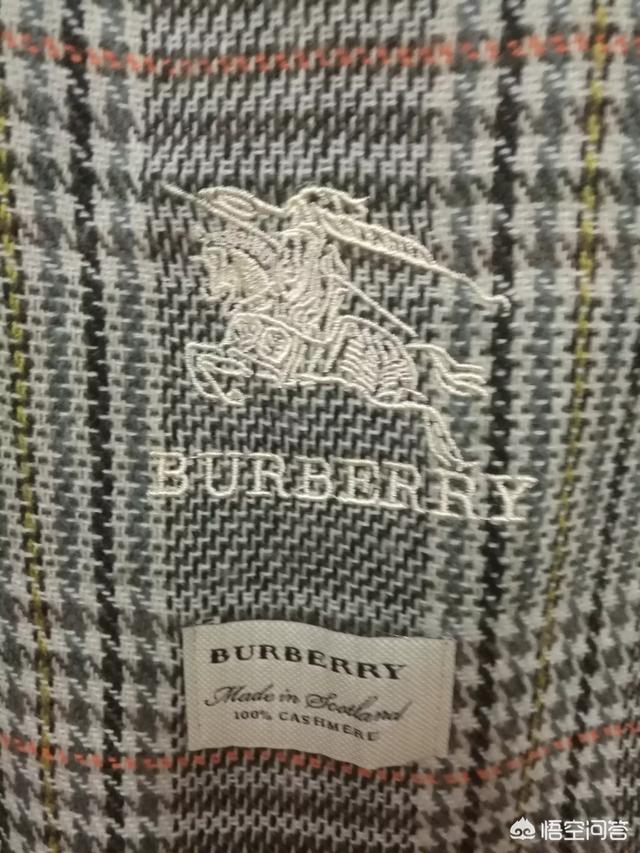 BURBERRY
BURBERRY
Made in Scotland
100% CASHMERE
悟空问答